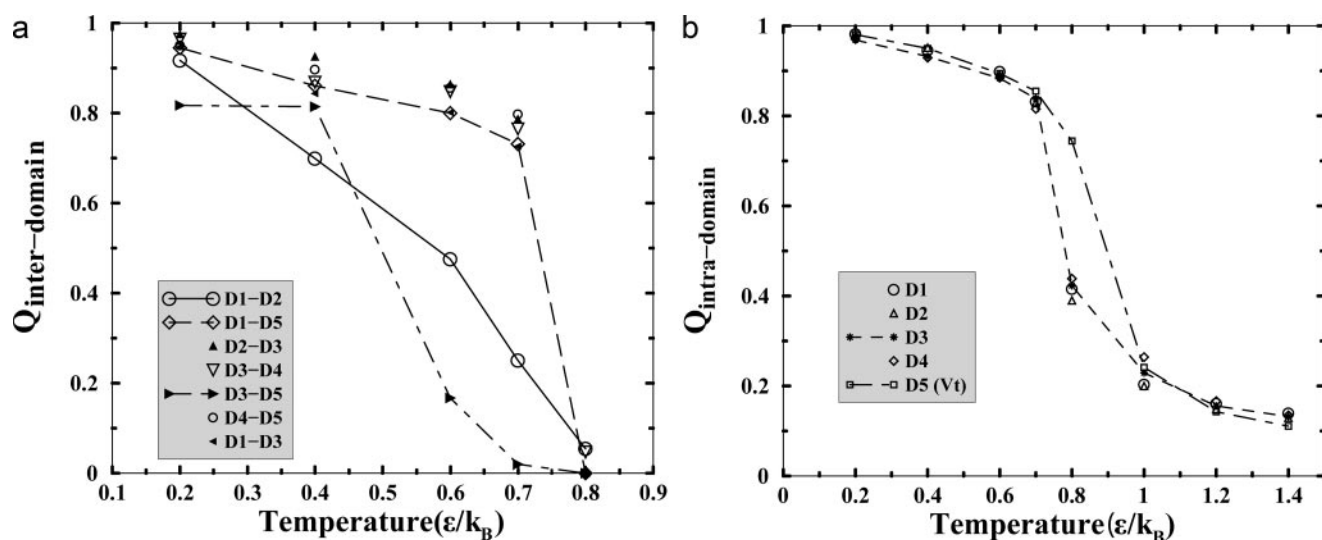 a
Q inter−domain
1
0.8
0.6
0.4
0.2
0
D1−D2
D1−D5
D2−D3
D3−D4
D3−D5
D4−D5
D1−D3
0.1 0.2 0.3 0.4 0.5 0.6 0.7 0.8 0.9
Temperature(ε/kB)
b
Q intra−domain
1
0.8
0.6
0.4
0.2
0
D1
D2
D3
D4
D5 (Vt)
0 0.2 0.4 0.6 0.8 1 1.2 1.4
Temperature(ε/kB)